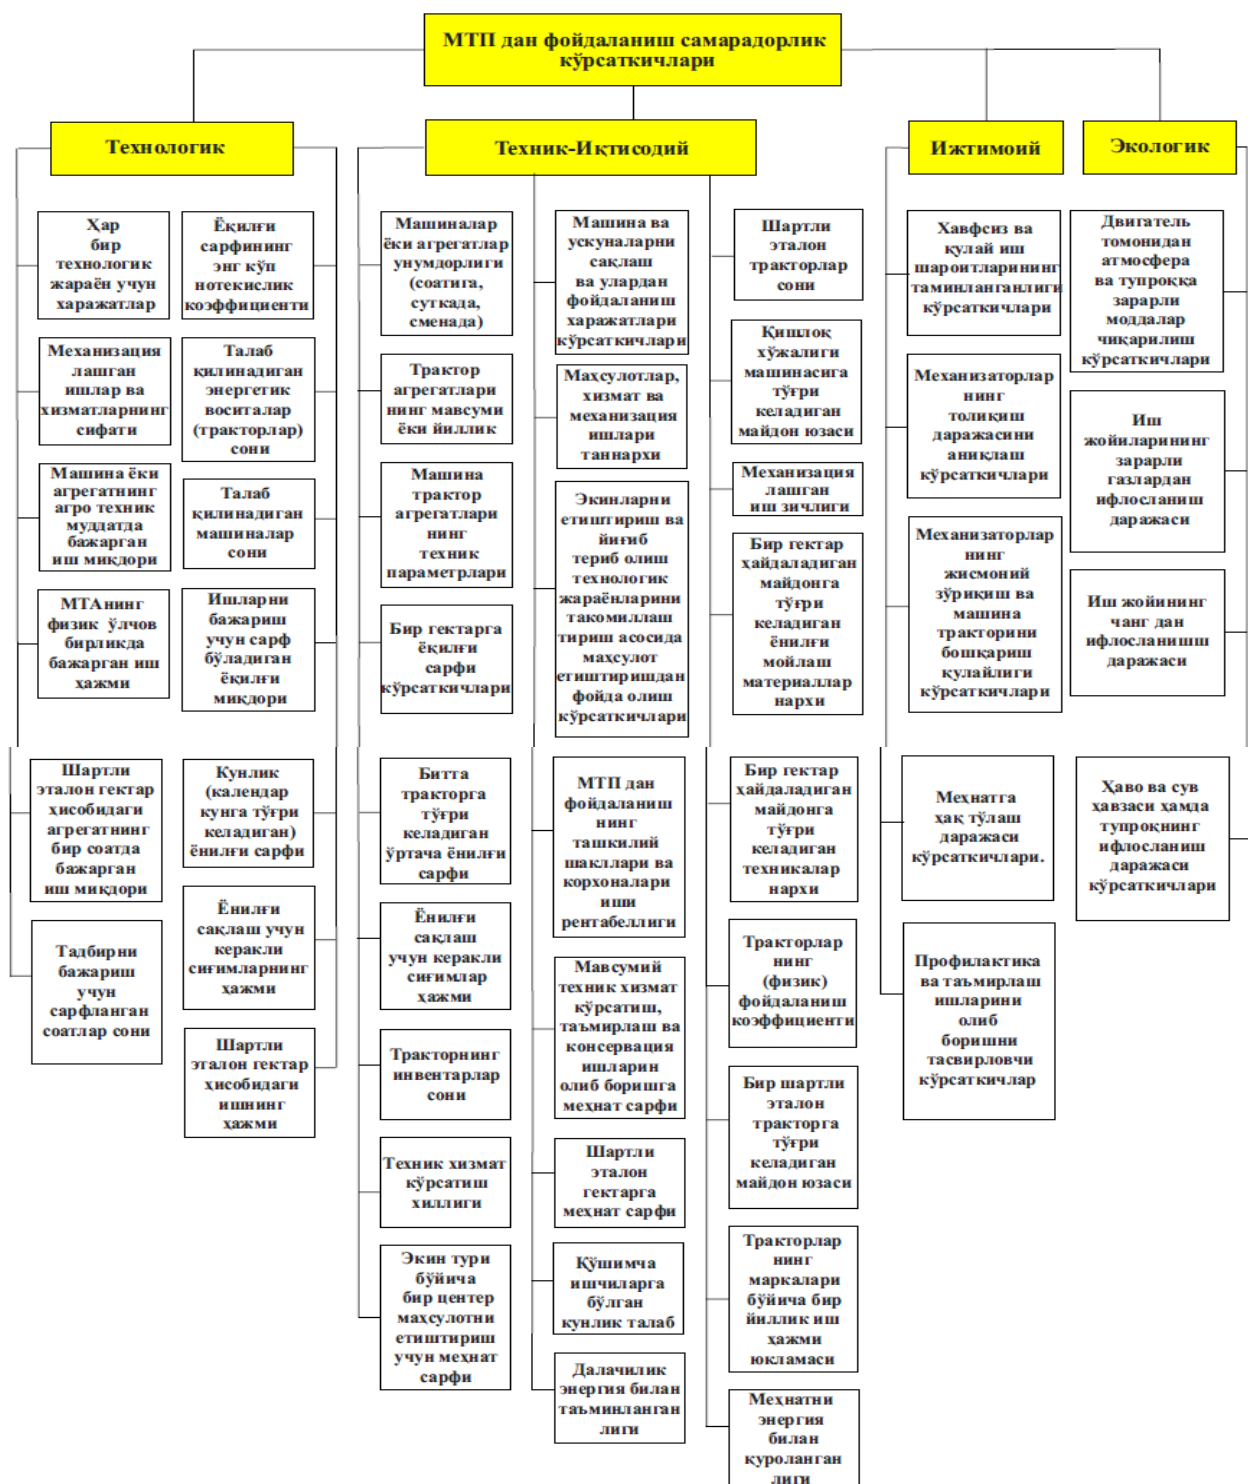 МТП дан фойдаланиш самарадорлик
кўрсаткичлари
Технологик
Техник-Иқтисодий
Ижтимоий
Экологик
Ҳар
бир
технологик
жараён учун
харажатлар
Ёқилғи
сарфининг
энг кўп
нотекислик
коэффициенти
Машиналар
ёки агрегатлар
унумдорлиги
(соатига,
суткада,
сменада)
Машина ва
ускуналарни
сақлаш
ва улардан
фойдаланиш
харажатлари
кўрсаткичлари
Шартли
эталон
тракторлар
сони
Хавфсиз ва
қулай иш
шароитларининг
таминланганлиги
кўрсаткичлари
Двигатель
томонидан
атмосфера
ва тупроққа
зарарли
моддалар
чиқарилиш
кўрсаткичлари
Механизация
лашган
ишлар ва
хизматларнинг
сифати
Талаб
қилинадиган
энергетик
воситалар
(тракторлар)
сони
Трактор
агрегатлари
нинг мавсуми
ёки йиллик
Маҳсулотлар,
хизмат ва
механизация
ишлари
таннархи
Қишлоқ
хўжалиги
машинасига
тўғри
келадиган
майдон юзаси
Механизаторлар
нинг
толиқиш
даражасини
аниқлаш
кўрсаткичлари
Иш
жойиларининг
зарарли
газлардан
ифлосланиш
даражаси
Машина ёки
агрегатнинг
агро техник
муддатда
бажарган
иш миқдори
Талаб
қилинадиган
машиналар
сони
Машина
трактор
агрегатлари
нинг
техник
параметрлари
Экинларни
етиштириш ва
йиғиб
териб олиш
технологик
жараёнларини
такомиллаш
тириш асосида
маҳсулот
етиштиришдан
фойда олиш
кўрсаткичлари
Механизация
лашган
иш зичлиги
Механизаторлар
нинг
жисмоний
зўриқиш ва
машина
тракторини
бошқариш
қулайлиги
кўрсаткичлари
Иш жойининг
чанг дан
ифлосланишш
даражаси
МТАнинг
физик ўлчов
бирликда
бажарган иш
ҳажми
Ишларни
бажариш
учун сарф
бўладиган
ёқилғи
миқдори
Бир гектарга
ёқилғи
сарфи
кўрсаткичлари
Бир гектар
ҳайдаладиган
майдонга
тўғри
келадиган
ёнилғи
мойлаш
материаллар
нархи
Шартли
эталон гектар
ҳисобидаги
агрегатнинг
бир соатда
бажарган
иш миқдори
Кунлик
(календар
кунга тўғри
келадиган)
ёнилғи сарфи
Битта
тракторга
тўғри
келадиган
ўртача ёнилғи
сарфи
МТП дан
фойдаланиш
нинг
ташкилий
шакллари ва
корхоналари
иши
рентабеллиги
Бир гектар
ҳайдаладиган
майдонга
тўғри
келадиган
техникалар
нархи
Меҳнатга
ҳақ тўлаш
даражаси
кўрсаткичлари.
Ҳаво ва сув
ҳавзаси ҳамда
тупроқнинг
ифлосланиш
даражаси
кўрсаткичлари
Тадбирни
бажариш
учун
сарфланган
соатлар сони
Ёнилғи
сақлаш учун
керакли
сиғимларнинг
ҳажми
Ёнилғи
сақлаш
учун керакли
сиғимлар
ҳажми
Мавсумий
техник хизмат
кўрсатиш,
таъмирлаш ва
консервация
ишларин
олиб боришга
меҳнат сарфи
Тракторлар
нинг
(физик)
фойдаланиш
коэффициенти
Профилактика
ва таъмирлаш
ишларини
олиб
боришни
тасвирловчи
кўрсаткичлар
Шартли
эталон гектар
ҳисобидаги
ишнинг
ҳажми
Тракторнинг
инвентарлар
сони
Бир шартли
эталон
тракторга
тўғри
келадиган
майдон юзаси
Техник хизмат
кўрсатиш
хиллиги
Шартли
эталон
гектарга
меҳнат сарфи
Тракторлар
нинг
маркалари
бўйича бир
йиллик иш
ҳажми
юкламаси
Экин тури
бўйича
бир центер
маҳсулотни
етиштириш
учун меҳнат
сарфи
Қўшимча
ишчиларга
бўлган
кунлик талаб
Далачилик
энергия билан
таъминланган
лиги
Меҳнатни
энергия
билан
қуроланган
лиги